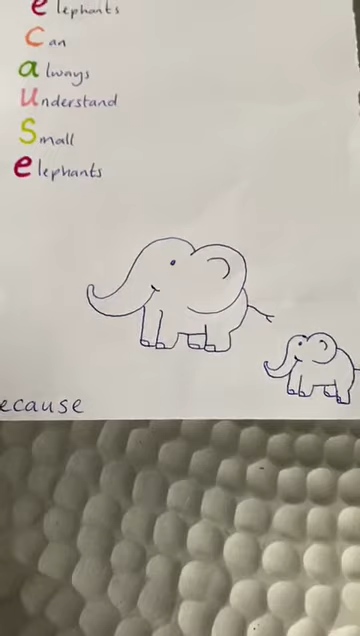 elephants
Can
always
Understand
Small
elephants
ecause